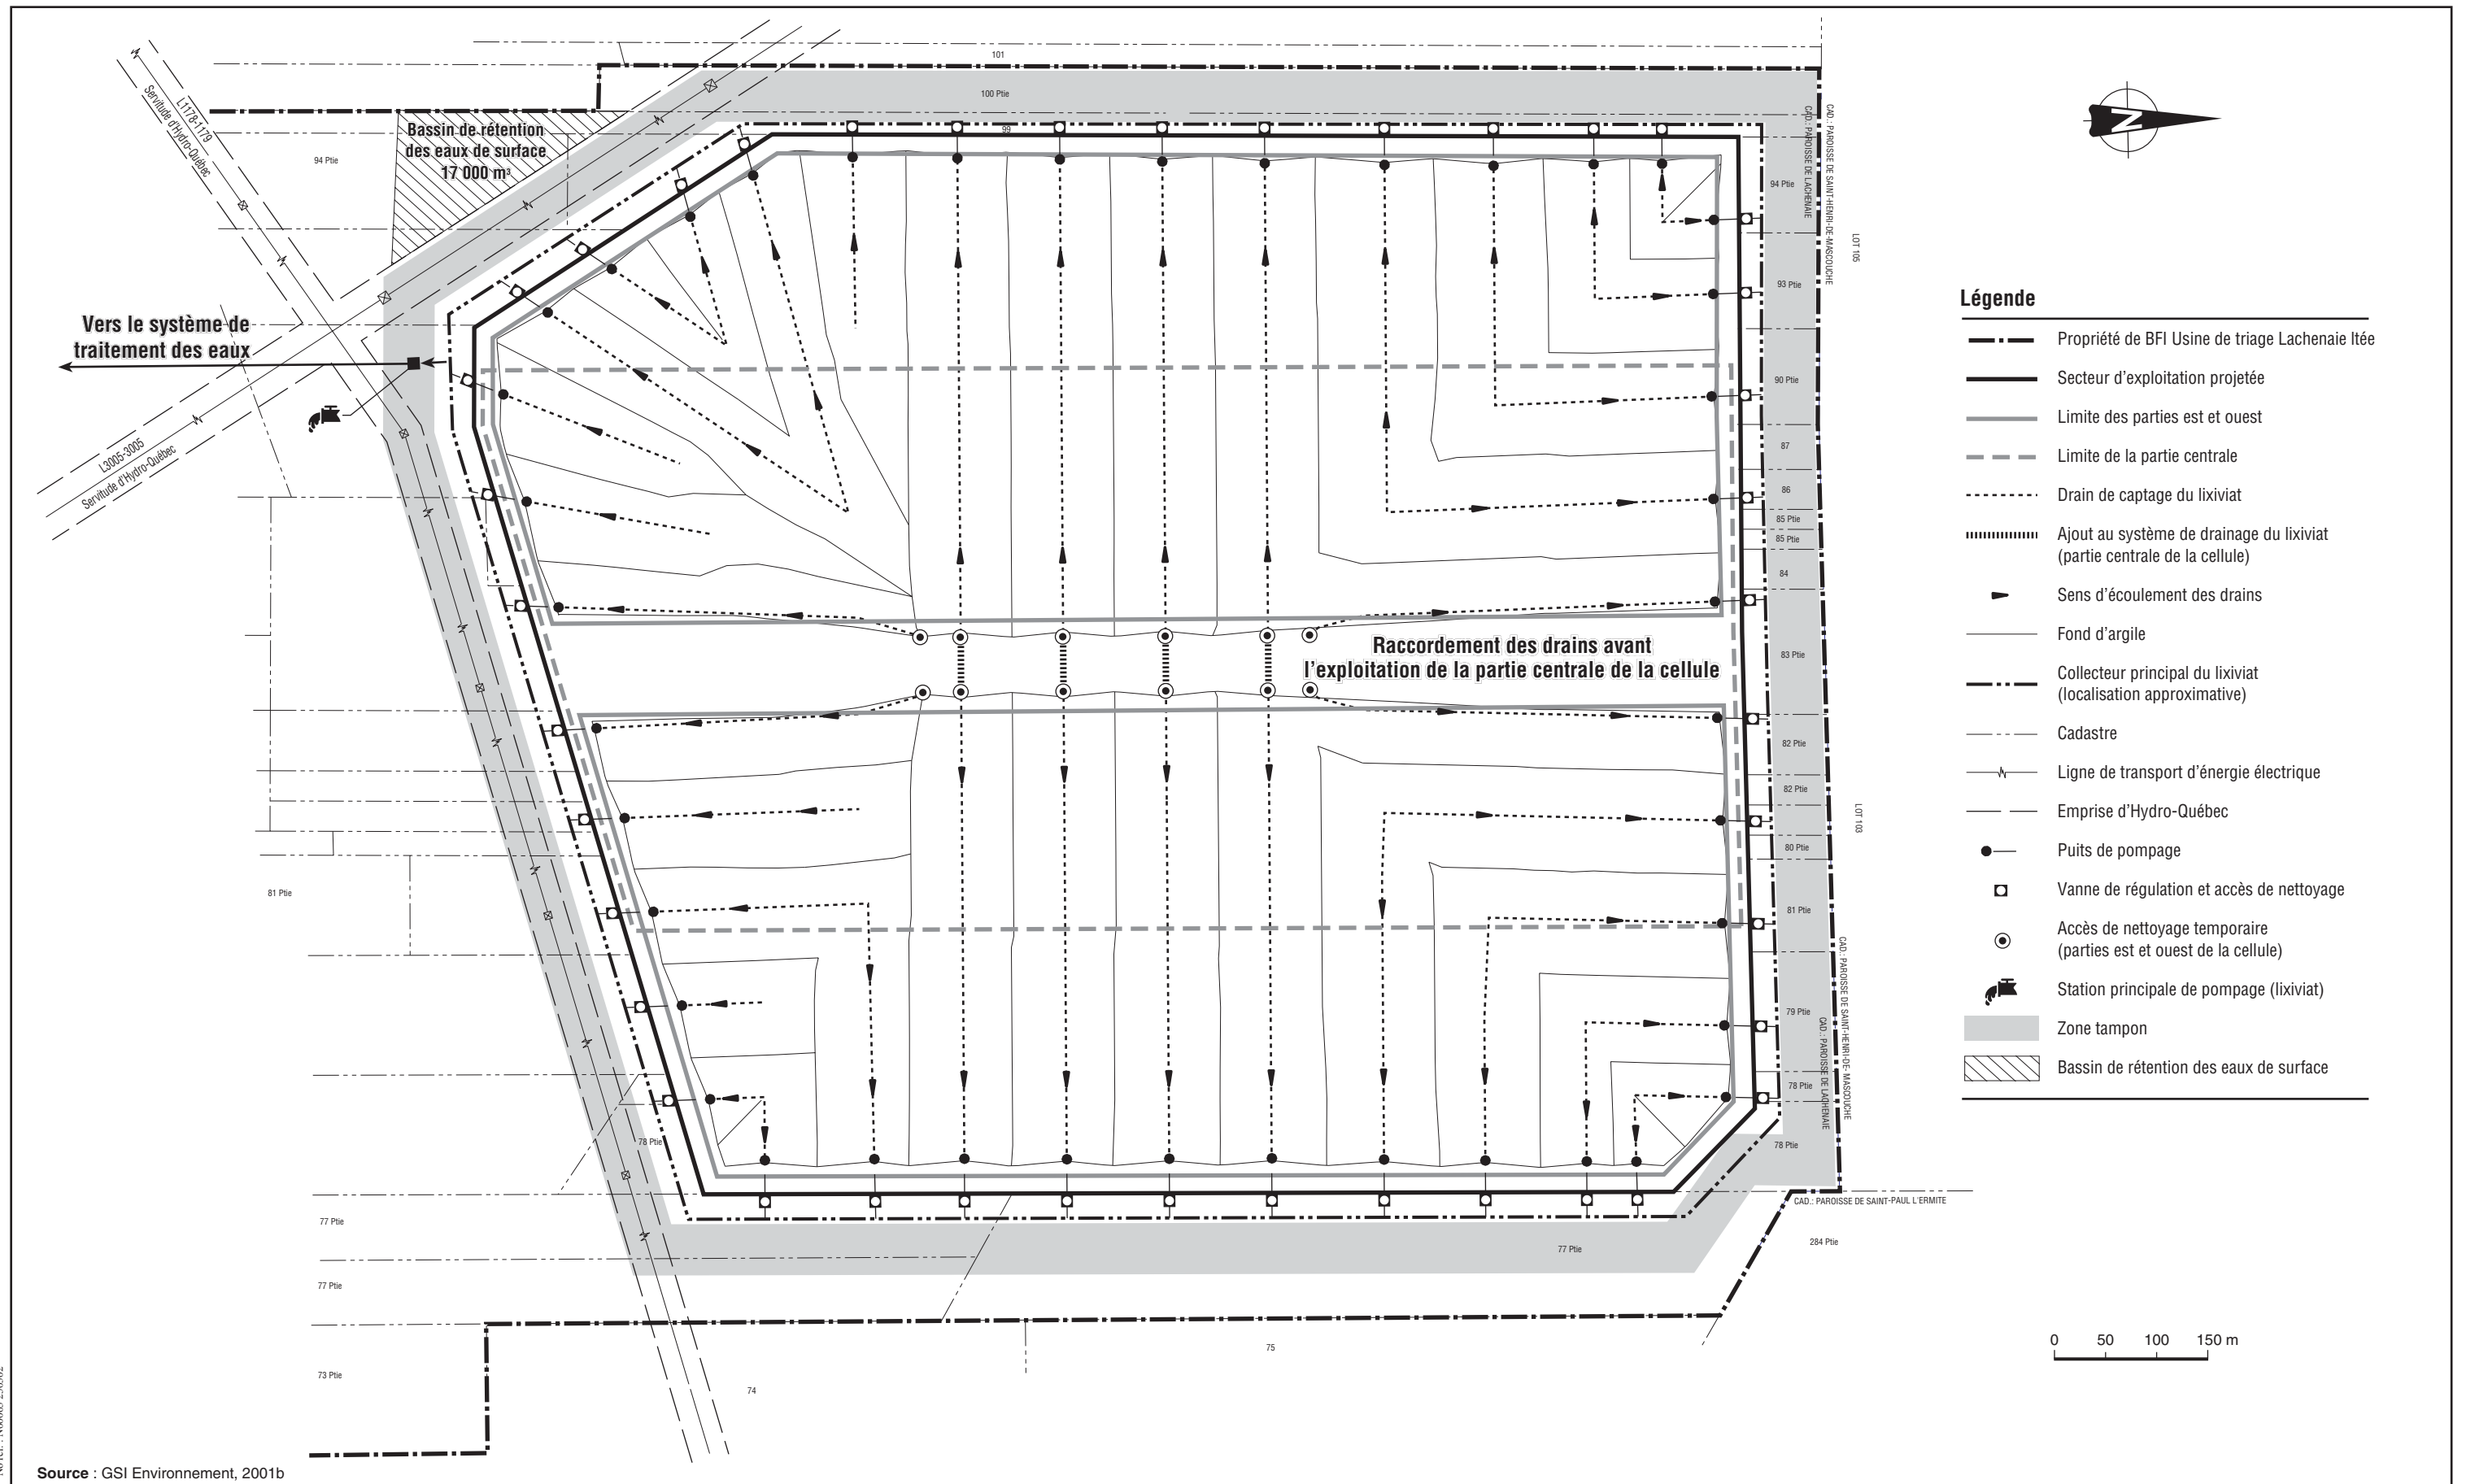 101
100 Ptie
99
L1178-1179
Servitude d'Hydro-Québec
94 Ptie
Bassin de rétention
des eaux de surface
17 000 m³
CAD.: PAROISSE DE LACHENAIE
CAD.: PAROISSE DE SAINT-HENRI-DE-MASCOUCHE
LOT 105
94 Ptie
93 Ptie
90 Ptie
87
86
85 Ptie
85 Ptie
84
83 Ptie
82 Ptie
82 Ptie
80 Ptie
81 Ptie
79 Ptie
78 Ptie
78 Ptie
LOT 103
CAD.: PAROISSE DE SAINT-HENRI-DE- MASCOUCHE
CAD.: PAROISSE DE LACHENAIE
CAD.: PAROISSE DE SAINT-PAUL L'ERMITE
284 Ptie
Vers le système de
traitement des eaux
L3005-3005
Servitude d'Hydro-Québec
Raccordement des drains avant
l'exploitation de la partie centrale de la cellule
81 Ptie
78 Ptie
77 Ptie
77 Ptie
77 Ptie
73 Ptie
74
75
N
Légende
Propriété de BFI Usine de triage Lachenaie ltée
Secteur d'exploitation projetée
Limite des parties est et ouest
Limite de la partie centrale
Drain de captage du lixiviat
Ajout au système de drainage du lixiviat
(partie centrale de la cellule)
Sens d'écoulement des drains
Fond d'argile
Collecteur principal du lixiviat
(localisation approximative)
Cadastre
Ligne de transport d'énergie électrique
Emprise d'Hydro-Québec
Puits de pompage
Vanne de régulation et accès de nettoyage
Accès de nettoyage temporaire
(parties est et ouest de la cellule)
Station principale de pompage (lixiviat)
Zone tampon
Bassin de rétention des eaux de surface
0 50 100 150 m
Source : GSI Environnement, 2001b